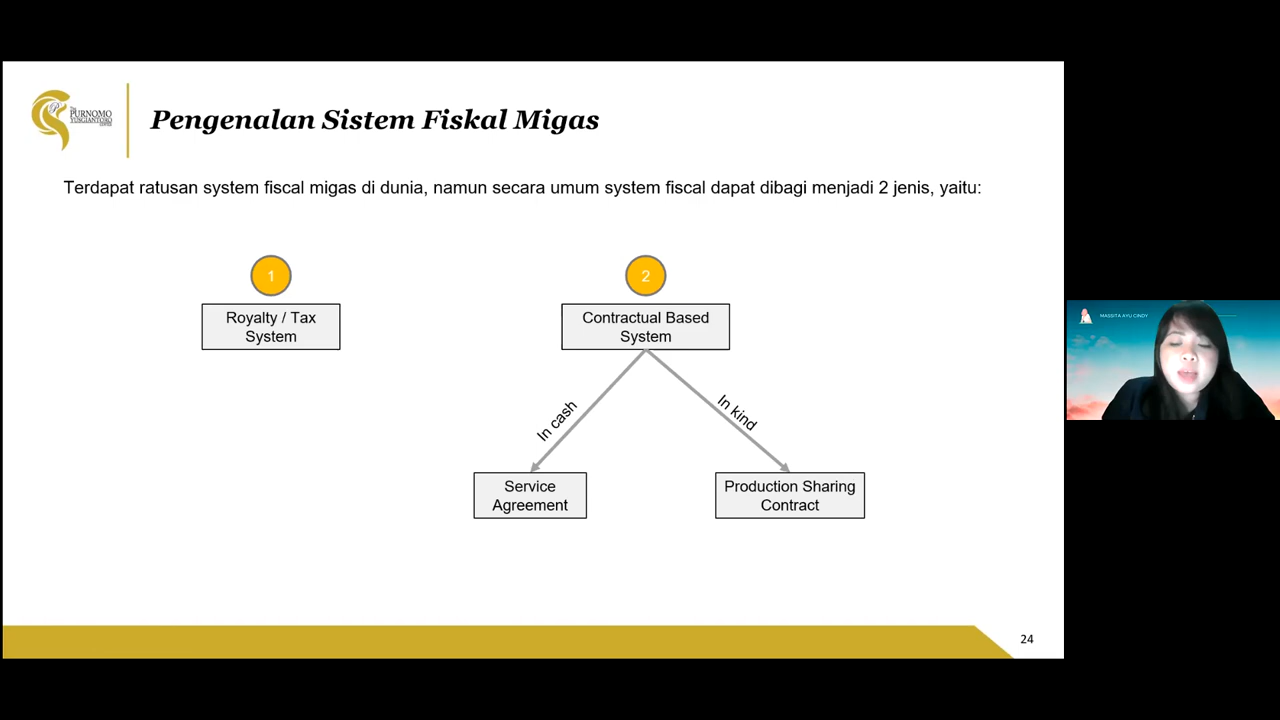 The
PURNOMO
YUSGIANTORO
CENTER
Pengenalan Sistem Fiskal Migas
Terdapat ratusan system fiscal migas di dunia, namun secara umum system fiscal dapat dibagi menjadi 2 jenis, yaitu:
1
2
Royalty / Tax
System
Contractual Based
System
In cash
In kind
Service
Agreement
Production Sharing
Contract
24
MASSITA AYU CINDY